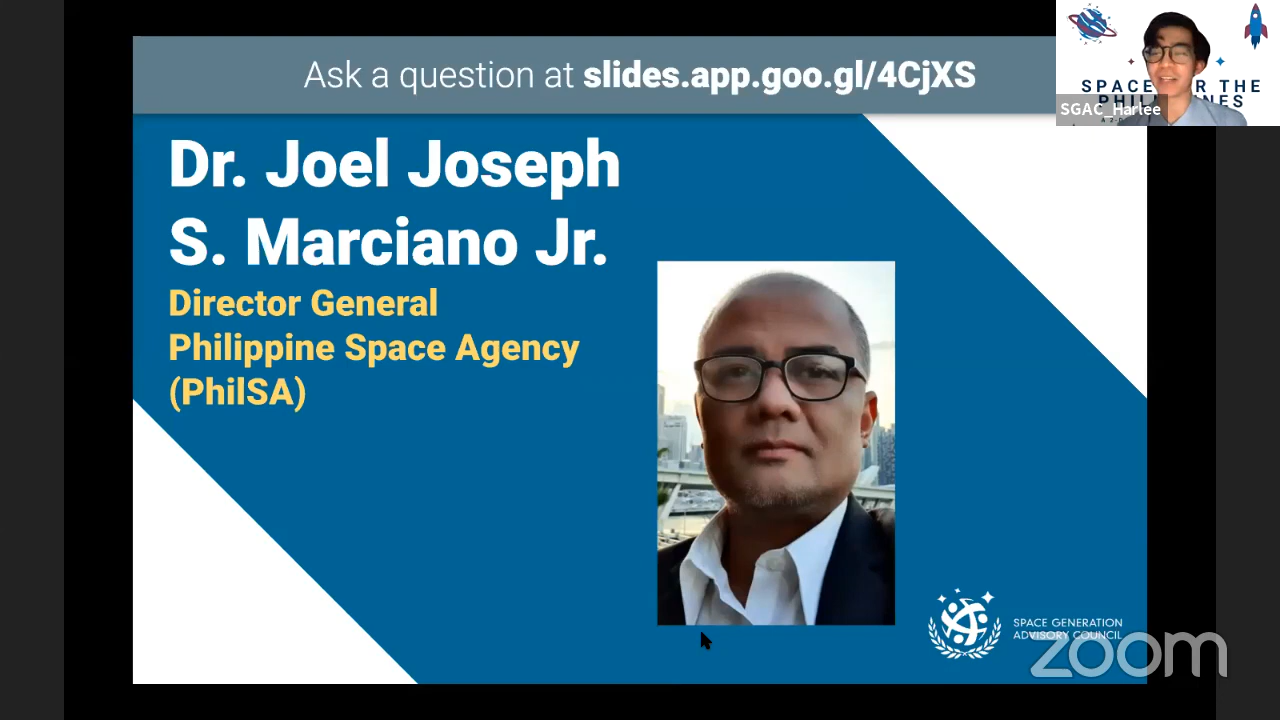 Ask a question at slides.app.goo.gl/4CjXS
Dr. Joel Joseph
S. Marciano Jr.
Director General
Philippine Space Agency
(PhilSA)
SPACE GENERATION
ADVISORY COUNCIL
zoom
SGAC_Harlee